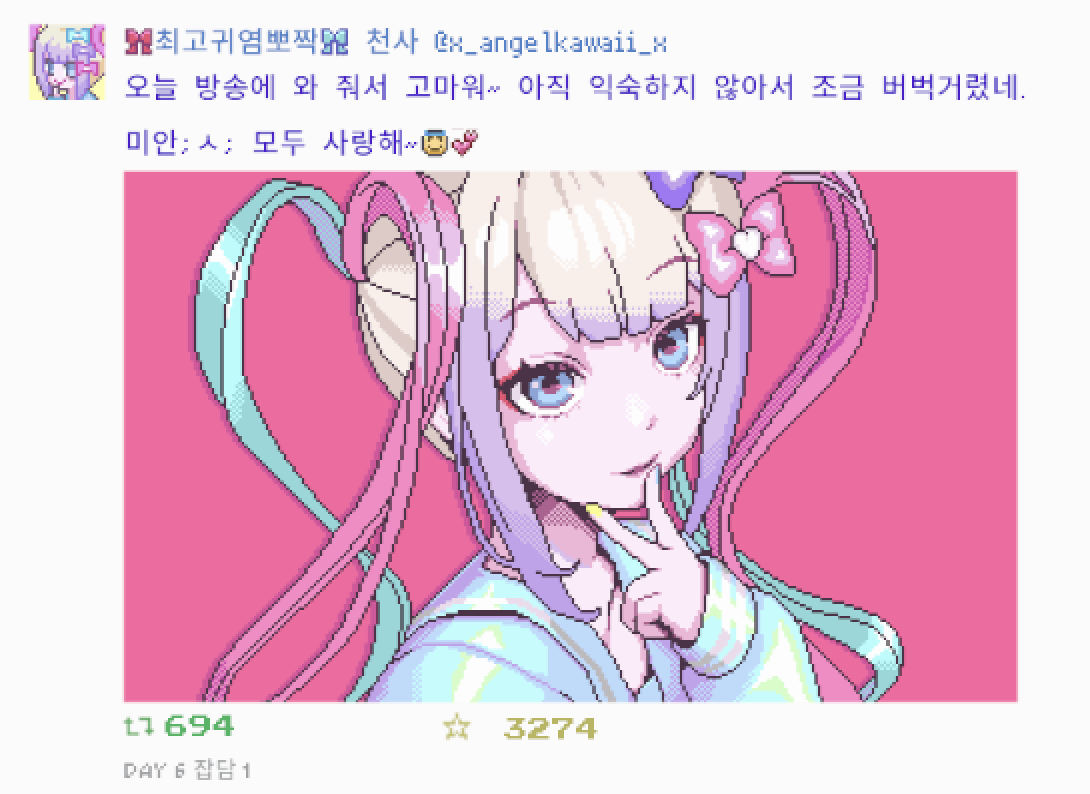 🎀최고귀염뽀짝🎀 천사 @x_angelkawaii_x
오늘 방송에 와 줘서 고마워~ 아직 익숙하지 않아서 조금 버벅거렸네.
미안;ㅅ; 모두 사랑해~😇💕
694 ☆ 3274
DAY 6 잡담 1